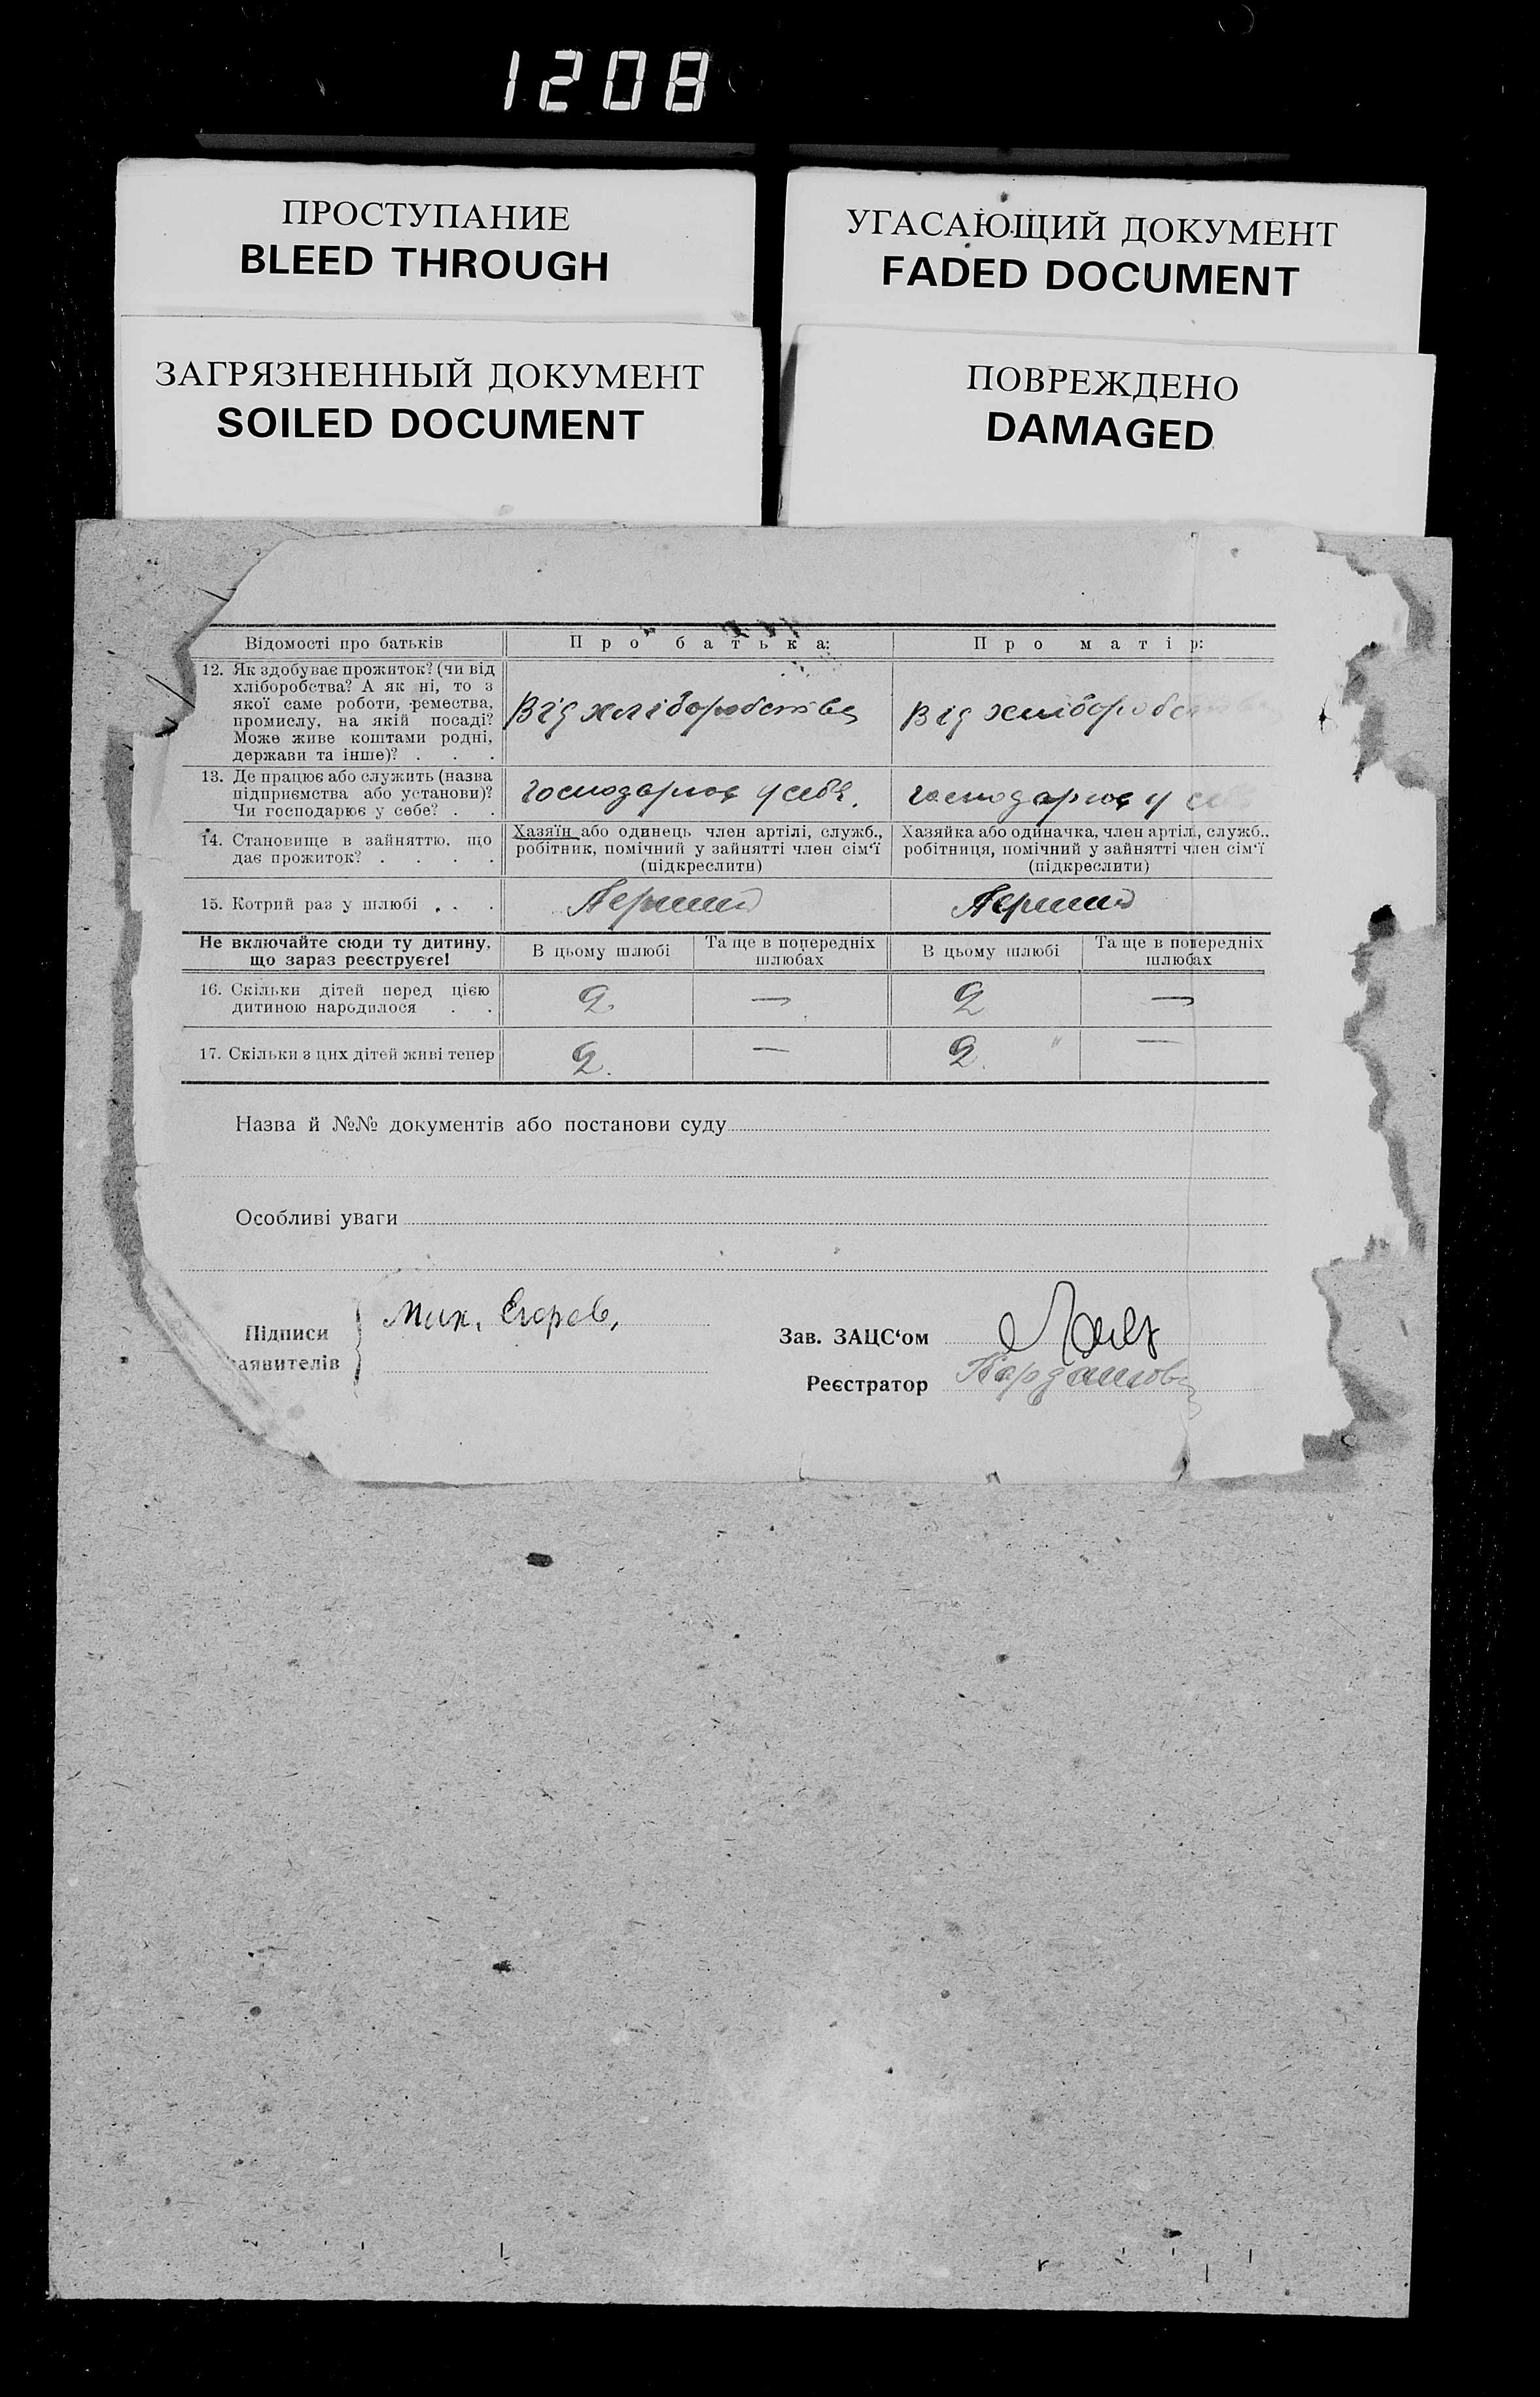 1208
ПРОСТУПАНИЕ
BLEED THROUGH
УГАСАЮЩИЙ ДОКУМЕНТ
FADED DOCUMENT
ЗАГРЯЗНЕННЫЙ ДОКУМЕНТ
SOILED DOCUMENT
ПОВРЕЖДЕНО
DAMAGED
Відомості про батьків
Про батька:
Про матір:
12. Як здобуває прожиток? (чи від
хліборобства? А як ні, то з
якої саме роботи, ремества,
промислу, на якій посаді?
Може живе коштами родні,
держави та інше)? . . .
Від хліборобства
Від хліборобства
13. Де працює або служить (назва
підприємства або установи)?
Чи господарює у себе? . .
господарює у себя.
господарює у себ
14. Становище в зайняттю, що
дає прожиток? . . . .
Хазяїн або одинець член артілі, служб.,
робітник, помічний у зайнятті член сім'ї
(підкреслити)
Хазяйка або одиначка, член артілі, служб.,
робітниця, помічний у зайнятті член сім'ї
(підкреслити)
15. Котрий раз у шлюбі . . .
Перший
Перший
Не включайте сюди ту дитину,
що зараз реєструєте!
В цьому шлюбі
Та ще в попередніх
шлюбах
В цьому шлюбі
Та ще в попередніх
шлюбах
16. Скільки дітей перед цією
дитиною народилося . .
2.
—
2
—
17. Скільки з цих дітей живі тепер
2.
—
2.
—
Назва й №№ документів або постанови суду
Особливі уваги
Підписи
заявителів
Мих. Егоров,
Зав. ЗАЦС'ом
Реєстратор